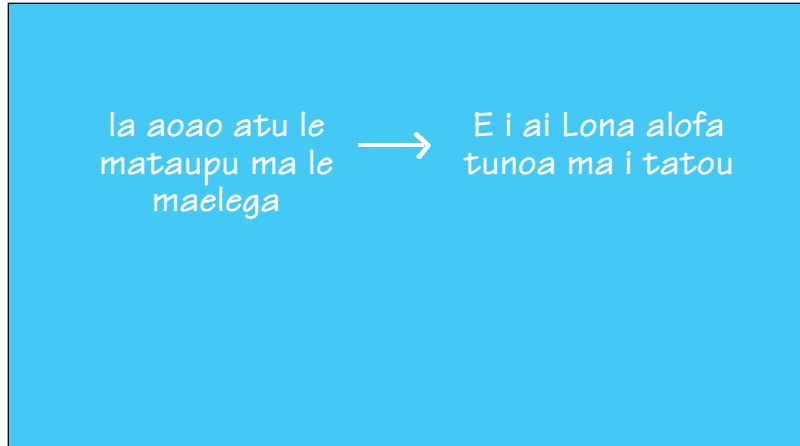 Ia aoao atu le
mataupu ma le
maelega
E i ai Lona alofa
tunoa ma i tatou